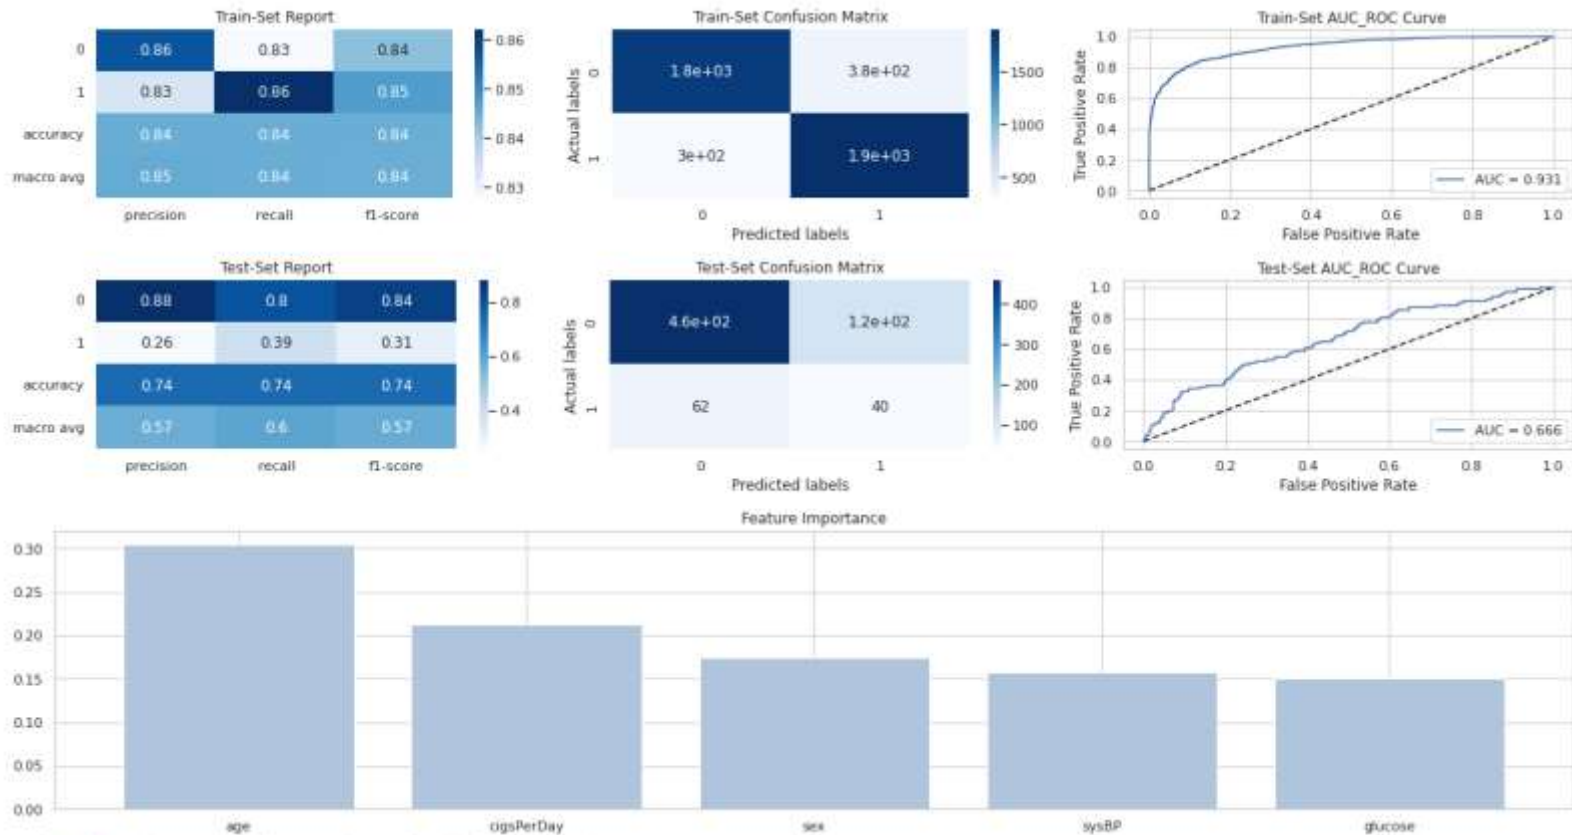 Train-Set Report
0 0.86 0.83 0.84
1 0.83 0.86 0.85
accuracy 0.84 0.84 0.84
macro avg 0.85 0.84 0.84
precision recall f1-score
0.86
0.85
0.84
0.83
Train-Set Confusion Matrix
Actual labels
0 1.8e+03 3.8e+02
1 3e+02 1.9e+03
0 1
Predicted labels
1500
1000
500
Train-Set AUC_ROC Curve
True Positive Rate
1.0
0.8
0.6
0.4
0.2
0.0
AUC = 0.931
0.0 0.2 0.4 0.6 0.8 1.0
False Positive Rate
Test-Set Report
0 0.88 0.8 0.84
1 0.26 0.39 0.31
accuracy 0.74 0.74 0.74
macro avg 0.57 0.6 0.57
precision recall f1-score
0.8
0.6
0.4
Test-Set Confusion Matrix
Actual labels
0 4.6e+02 1.2e+02
1 62 40
0 1
Predicted labels
400
300
200
100
Test-Set AUC_ROC Curve
True Positive Rate
1.0
0.8
0.6
0.4
0.2
0.0
AUC = 0.666
0.0 0.2 0.4 0.6 0.8 1.0
False Positive Rate
Feature Importance
0.30
0.25
0.20
0.15
0.10
0.05
0.00
age cigsPerDay sex sysBP glucose